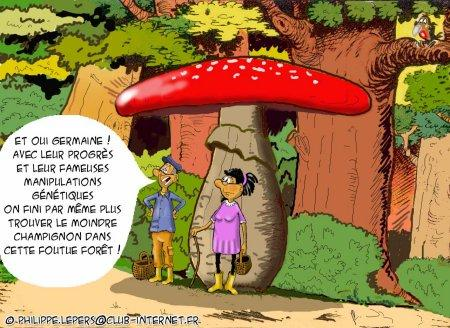 ET OUI GERMAINE !
AVEC LEUR PROGRÈS
ET LEUR FAMEUSES
MANIPULATIONS
GÉNÉTIQUES
ON FINI PAR MÊME PLUS
TROUVER LE MOINDRE
CHAMPIGNON DANS
CETTE FOUTUE FORÊT !
© PHILIPPE.LEPERS@CLUB-INTERNET.FR